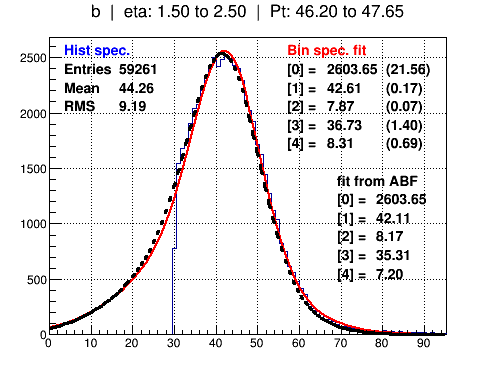 b | eta: 1.50 to 2.50 | Pt: 46.20 to 47.65
Hist spec.
Entries 59261
Mean 44.26
RMS 9.19
Bin spec. fit
[0] = 2603.65 (21.56)
[1] = 42.61 (0.17)
[2] = 7.87 (0.07)
[3] = 36.73 (1.40)
[4] = 8.31 (0.69)
fit from ABF
[0] = 2603.65
[1] = 42.11
[2] = 8.17
[3] = 35.31
[4] = 7.20
2500
2000
1500
1000
500
0
0 10 20 30 40 50 60 70 80 90